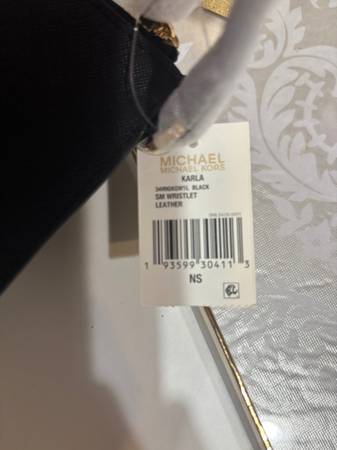 MICHAEL
MICHAEL KORS
KARLA
BLACK
SM WRISTLET
LEATHER
1 93599 30411 3
NS